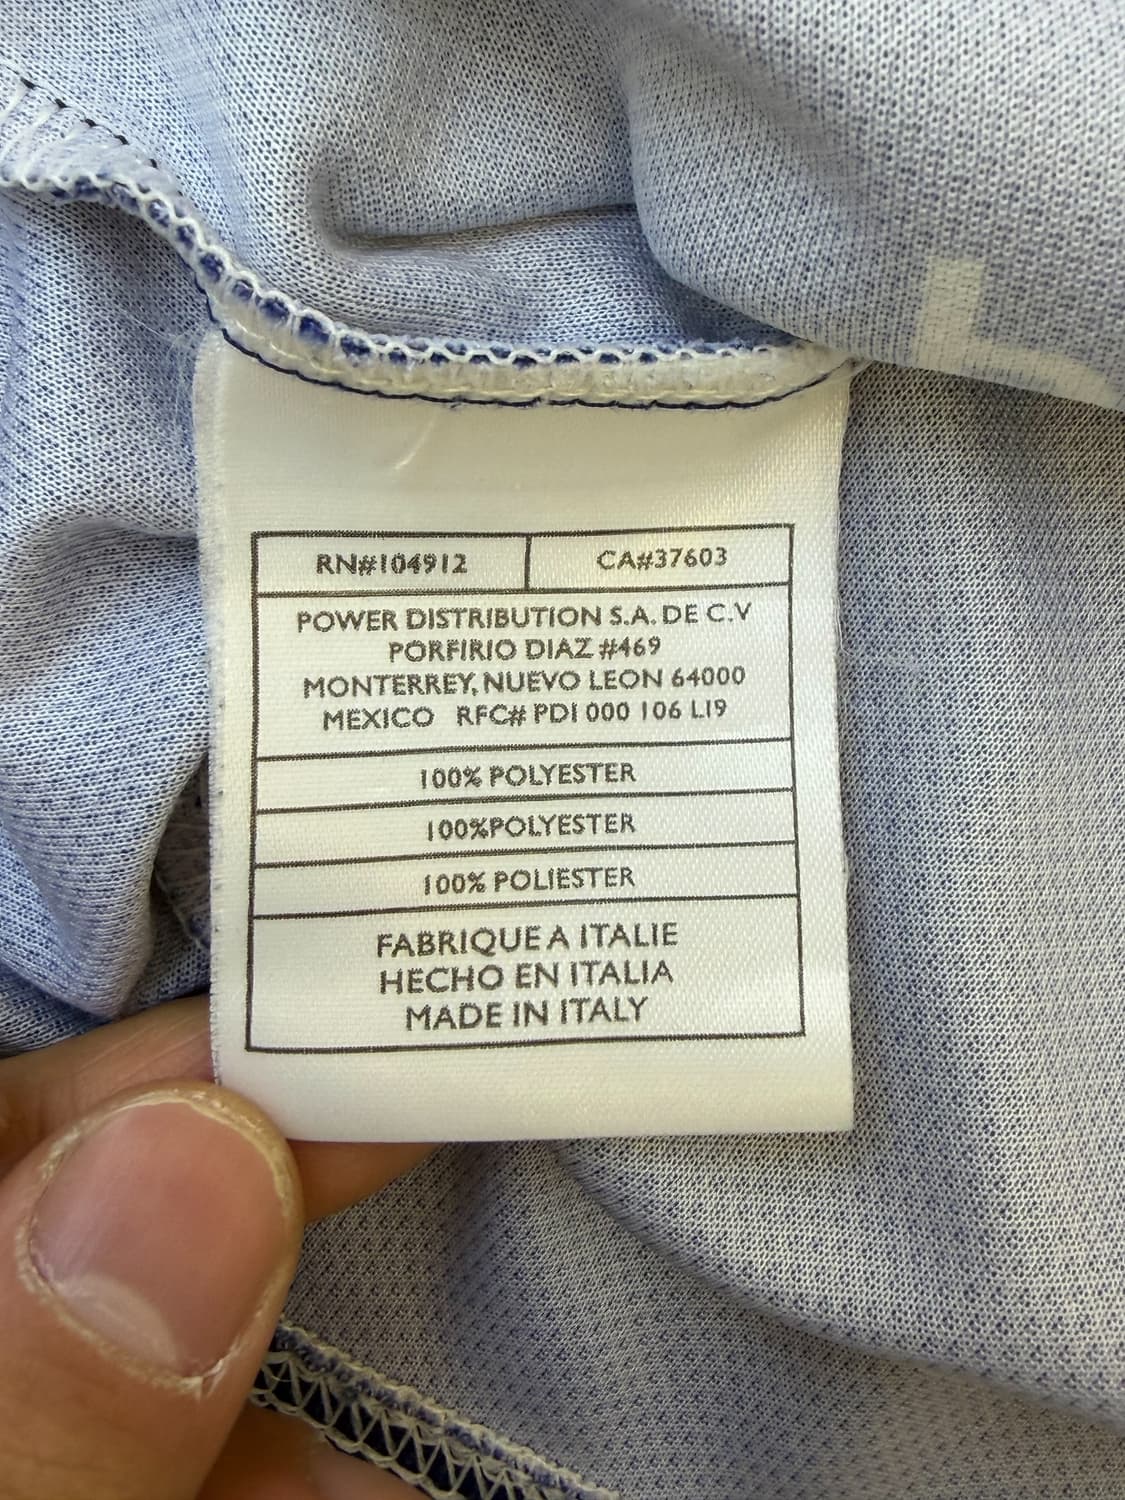 RN#104912 CA#37603
POWER DISTRIBUTION S.A. DE C.V
PORFIRIO DIAZ #469
MONTERREY, NUEVO LEON 64000
MEXICO RFC# PDI 000 106 L19
100% POLYESTER
100%POLYESTER
100% POLIESTER
FABRIQUE A ITALIE
HECHO EN ITALIA
MADE IN ITALY